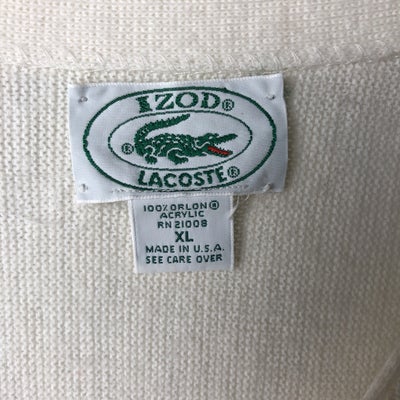 IZOD®
®
LACOSTE®
100% ORLON®
ACRYLIC
RN 21008
XL
MADE IN U.S.A.
SEE CARE OVER